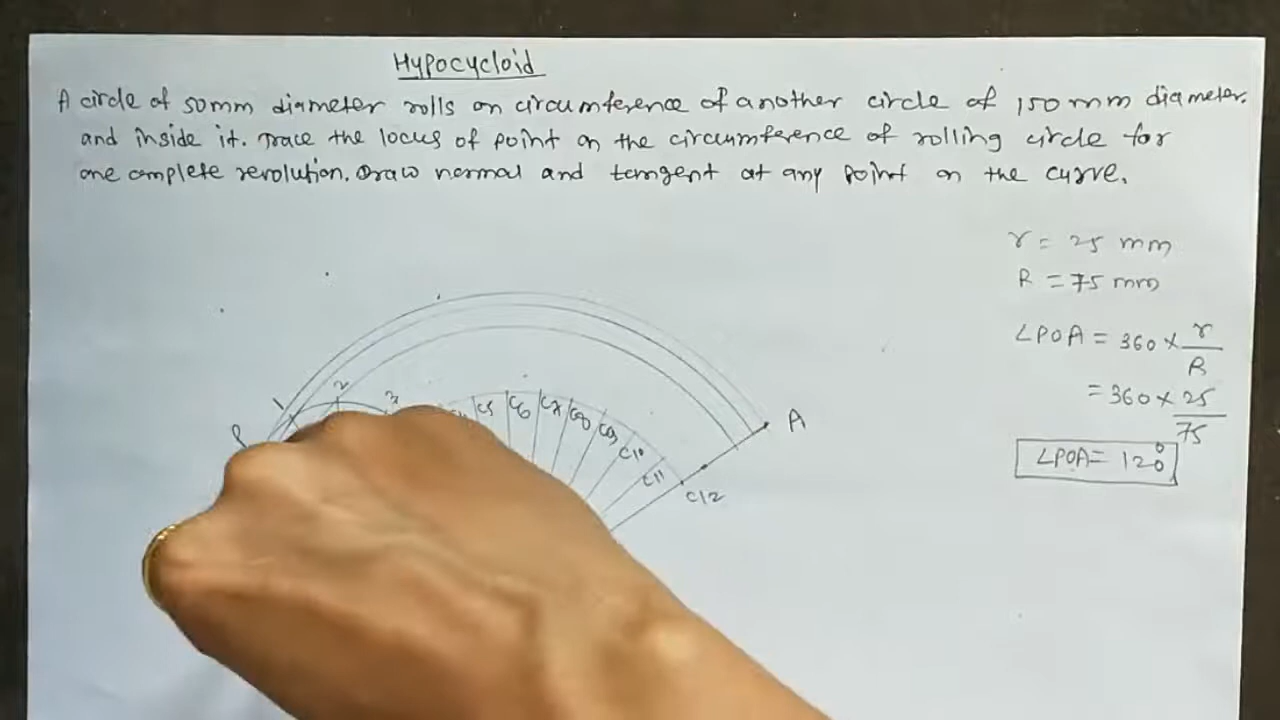 Hypocycloid
A circle of 50mm diameter rolls on circumference of another circle of 150mm diameter.
and inside it. Trace the locus of point on the circumference of rolling circle for
one complete revolution. Draw normal and tangent at any point on the curve.
r = 25 mm
R = 75 mm
∠POA = 360 × r/R
= 360 × 25/75
∠POA = 120°
P 1 2 3
C5 C6 C7 C8 C9 C10 C11 C12
A